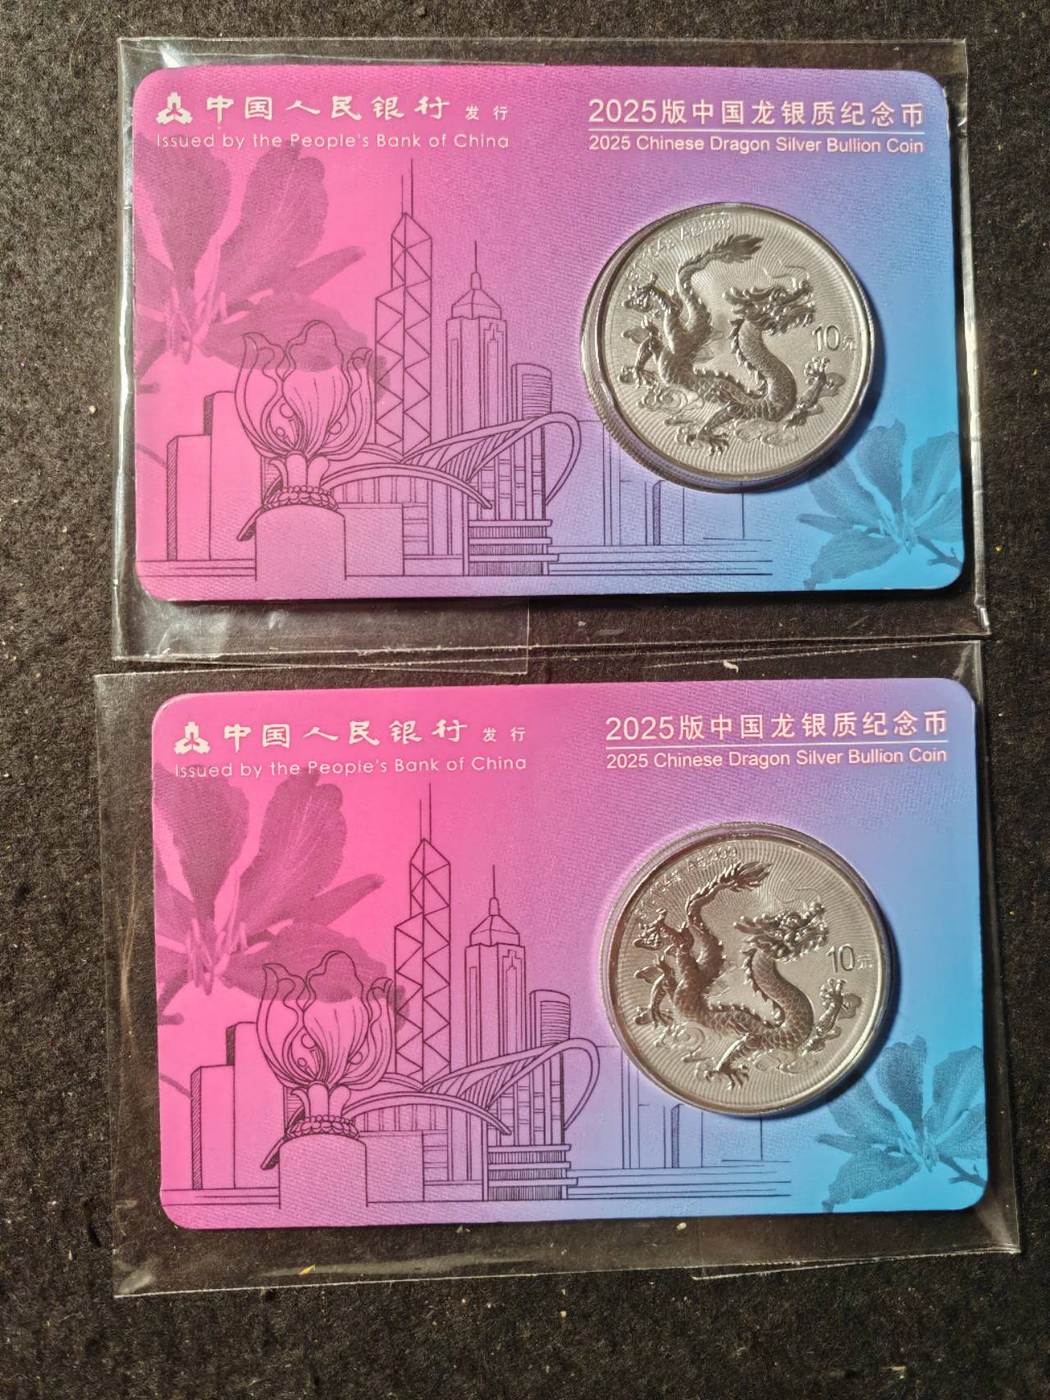 中国人民银行 发行
Issued by the People's Bank of China
2025版中国龙银质纪念币
2025 Chinese Dragon Silver Bullion Coin
10元
中国人民银行 发行
Issued by the People's Bank of China
2025版中国龙银质纪念币
2025 Chinese Dragon Silver Bullion Coin
10元